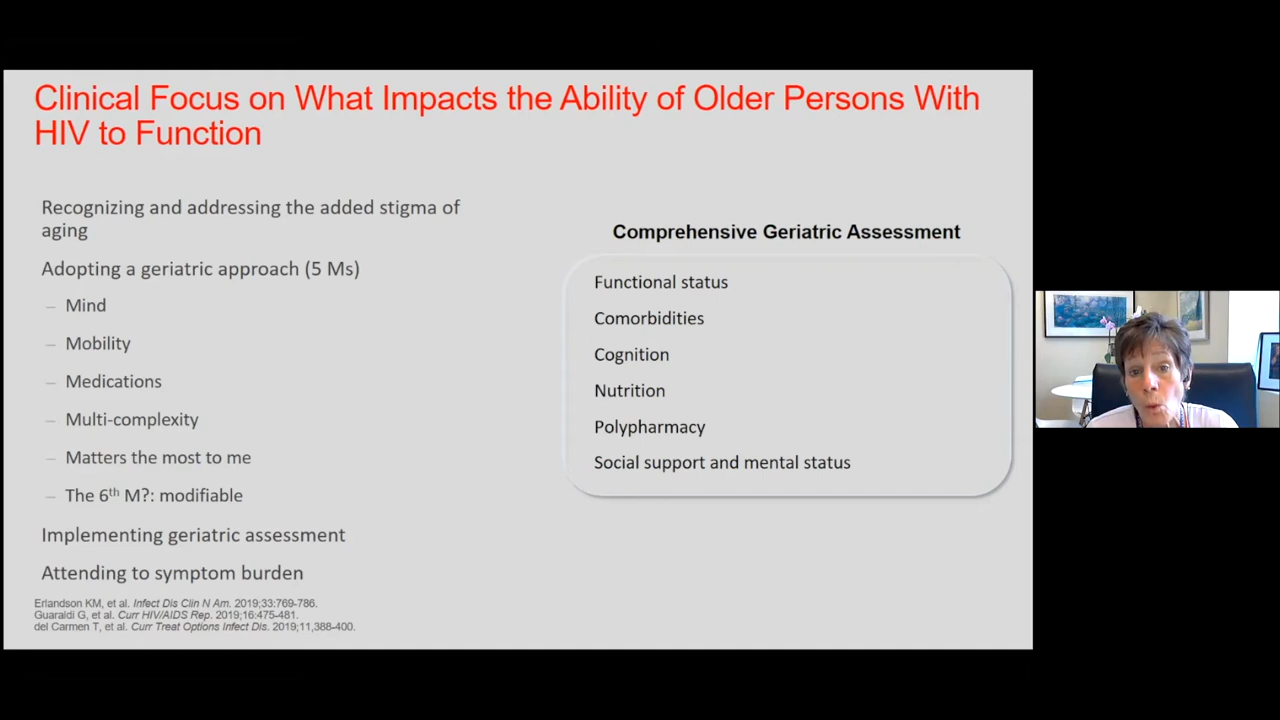 Clinical Focus on What Impacts the Ability of Older Persons With
HIV to Function
Recognizing and addressing the added stigma of
aging
Adopting a geriatric approach (5 Ms)
– Mind
– Mobility
– Medications
– Multi-complexity
– Matters the most to me
– The 6th M?: modifiable
Implementing geriatric assessment
Attending to symptom burden
Erlandson KM, et al. Infect Dis Clin N Am. 2019;33:769-786.
Guaraldi G, et al. Curr HIV/AIDS Rep. 2019;16:475-481.
del Carmen T, et al. Curr Treat Options Infect Dis. 2019;11,388-400.
Comprehensive Geriatric Assessment
Functional status
Comorbidities
Cognition
Nutrition
Polypharmacy
Social support and mental status